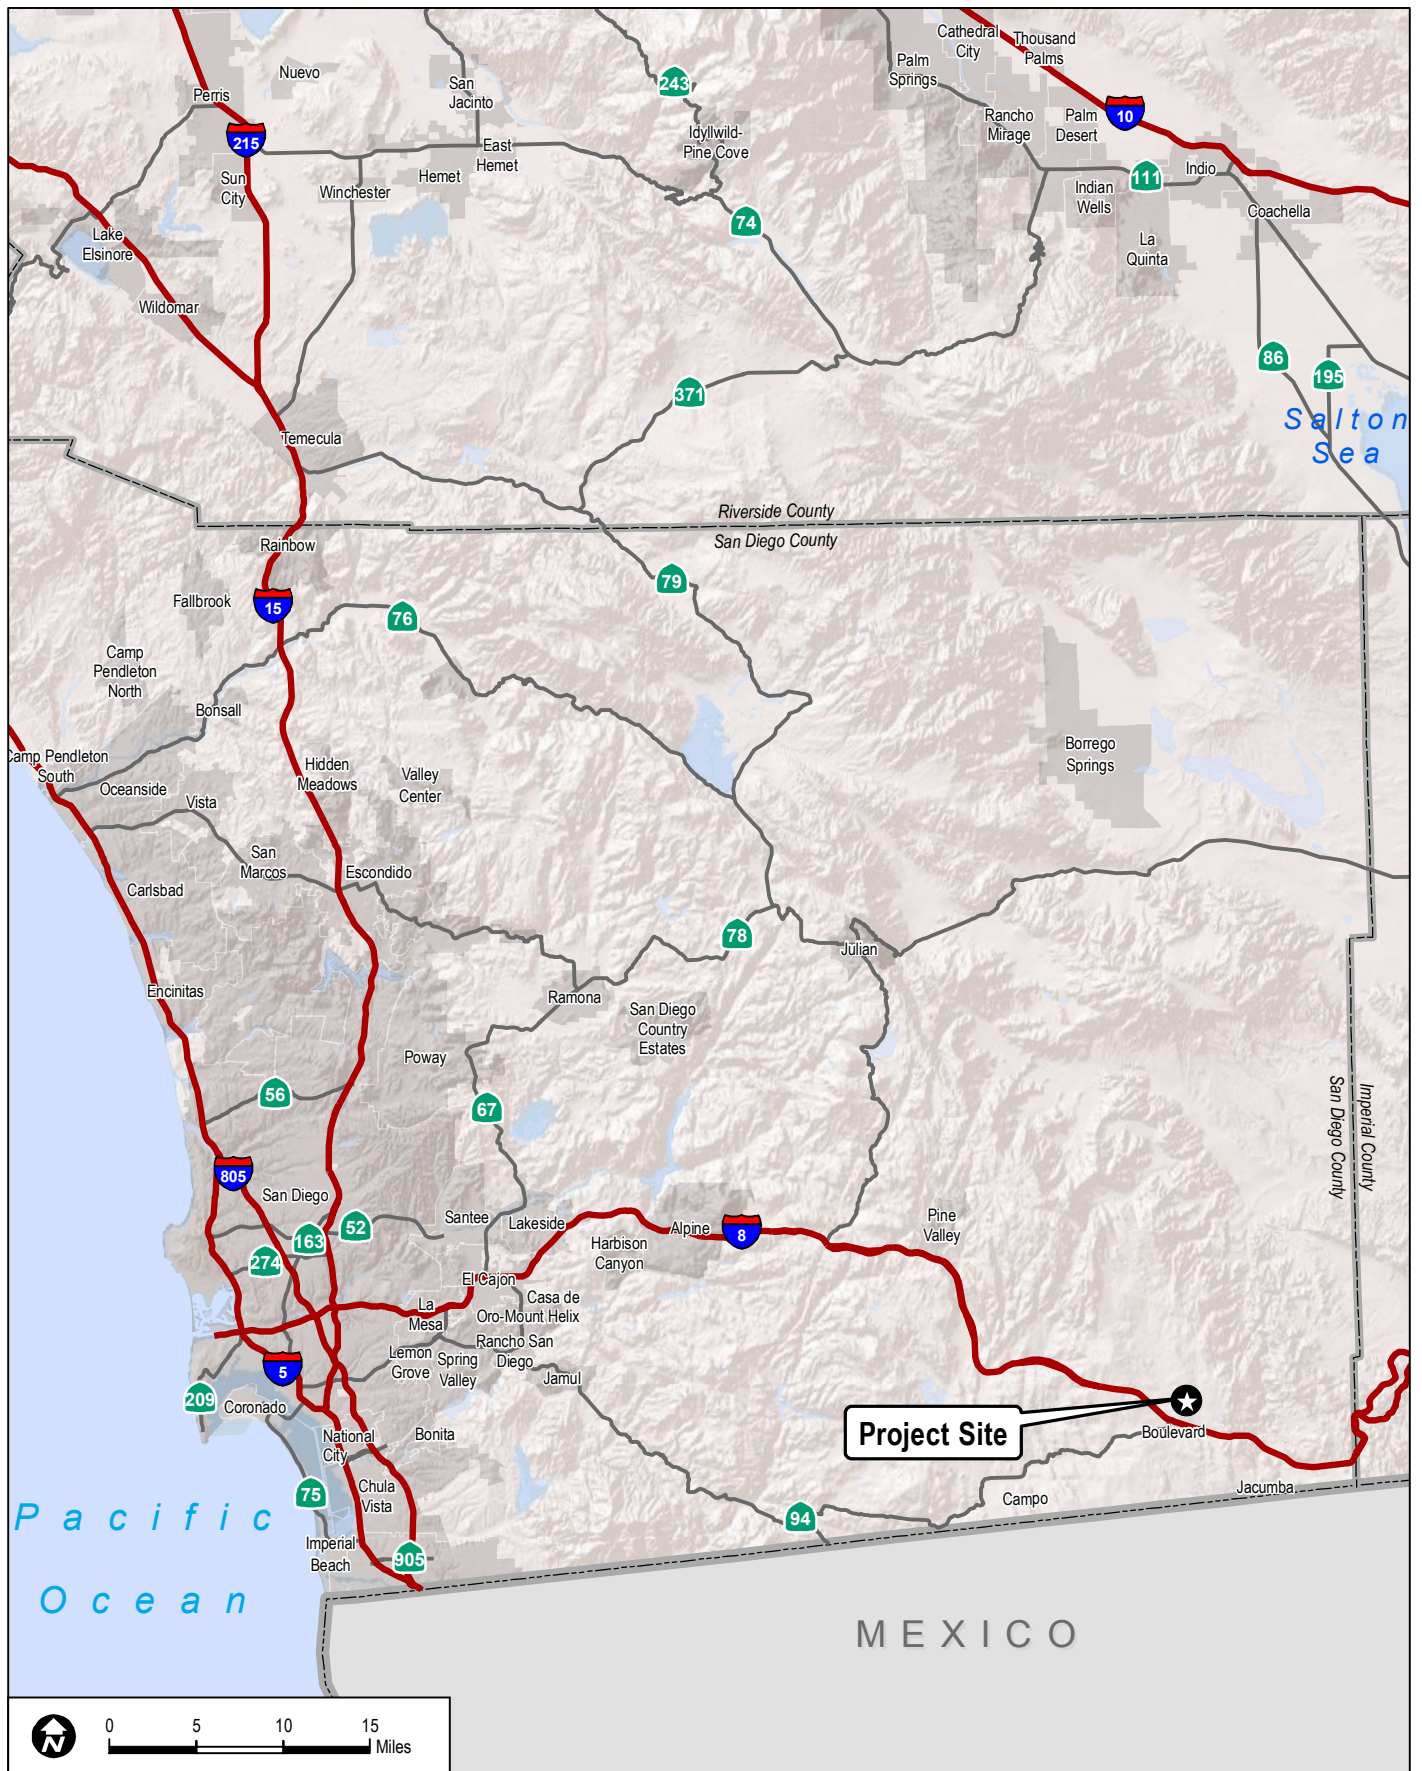 Cathedral
City
Thousand
Palms
Palm
Springs
Nuevo
San
Jacinto
243
Perris
10
Rancho
Mirage
Palm
Desert
215
Idyllwild-
Pine Cove
East
Hemet
Hemet
Sun
City
Winchester
111
Indio
Indian
Wells
Coachella
74
Lake
Elsinore
La
Quinta
Wildomar
86
195
371
Salton
Sea
Temecula
Riverside County
San Diego County
Rainbow
79
Fallbrook
15
76
Camp
Pendleton
North
Bonsall
Camp Pendleton
South
Oceanside
Vista
Hidden
Meadows
Valley
Center
Borrego
Springs
San
Marcos
Escondido
Carlsbad
78
Julian
Encinitas
Ramona
San Diego
Country
Estates
Poway
56
67
San Diego County
Imperial County
805
San Diego
Santee
Lakeside
Alpine
8
Pine
Valley
52
163
274
Harbison
Canyon
El Cajon
La
Mesa
Casa de
Oro-Mount Helix
Rancho San
Diego
Lemon
Grove
Spring
Valley
Jamul
5
209
Coronado
Project Site
Boulevard
National
City
Bonita
Chula
Vista
75
Campo
Jacumba
94
Imperial
Beach
905
Pacific
Ocean
MEXICO
N
0 5 10 15
Miles